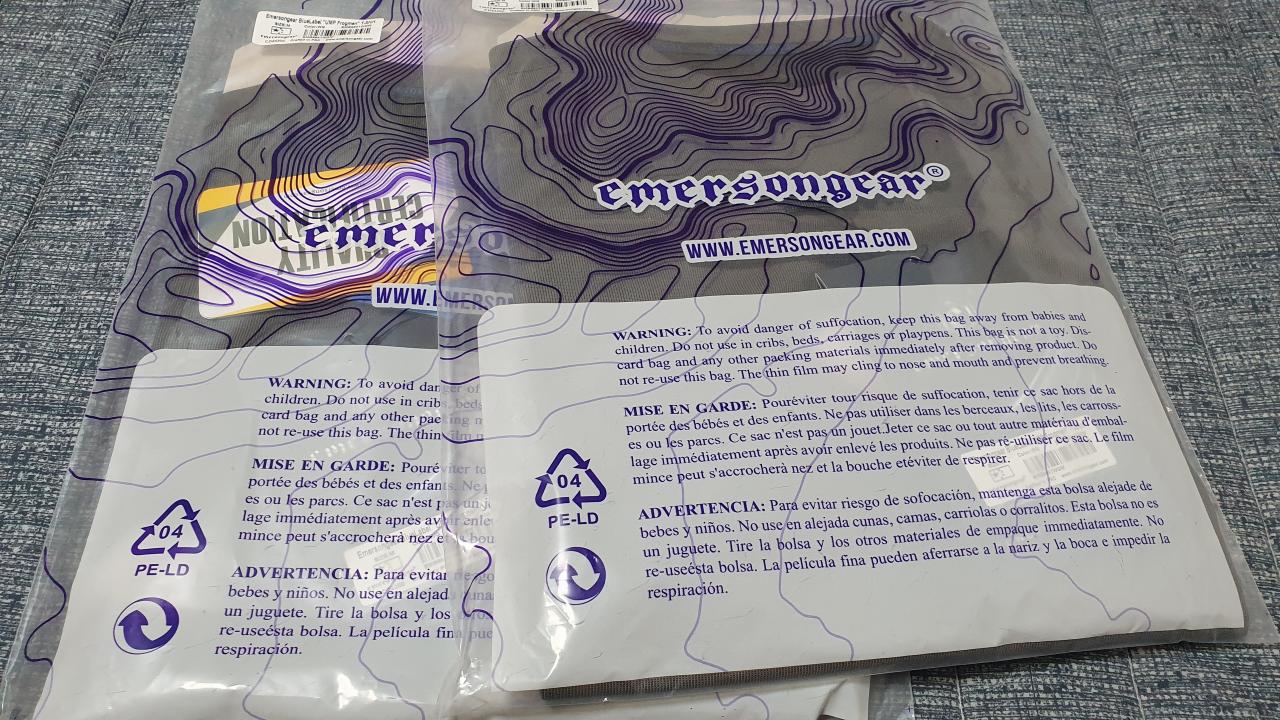 Emersongear BlueLabel "UMP Frogmen" T-Shirt
QUALITY
CERTIFICATION
emer
WWW.EMERSO
WARNING: To avoid danger of
children. Do not use in cribs, beds,
card bag and any other packing m
not re-use this bag. The thin film m
MISE EN GARDE: Pouréviter to
portée des bébés et des enfants. Ne p
es ou les parcs. Ce sac n'est pas un j
lage immédiatement après avoir enle
mince peut s'accrocherà nez et la bou
ADVERTENCIA: Para evitar riesgo
bebes y niños. No use en alejada cunas
un juguete. Tire la bolsa y los otros
re-useésta bolsa. La película fina pue
respiración.
04
PE-LD
emersongear®
WWW.EMERSONGEAR.COM
WARNING: To avoid danger of suffocation, keep this bag away from babies and
children. Do not use in cribs, beds, carriages or playpens. This bag is not a toy. Dis-
card bag and any other packing materials immediately after removing product. Do
not re-use this bag. The thin film may cling to nose and mouth and prevent breathing.
MISE EN GARDE: Pouréviter tour risque de suffocation, tenir ce sac hors de la
portée des bébés et des enfants. Ne pas utiliser dans les berceaux, les lits, les carross-
es ou les parcs. Ce sac n'est pas un jouet.Jeter ce sac ou tout autre matériau d'embal-
lage immédiatement après avoir enlevé les produits. Ne pas ré-utiliser ce sac. Le film
mince peut s'accrocherà nez et la bouche etéviter de respirer.
ADVERTENCIA: Para evitar riesgo de sofocación, mantenga esta bolsa alejade de
bebes y niños. No use en alejada cunas, camas, carriolas o corralitos. Esta bolsa no es
un juguete. Tire la bolsa y los otros materiales de empaque immediatamente. No
re-useésta bolsa. La película fina pueden aferrarse a la nariz y la boca e impedir la
respiración.
04
PE-LD